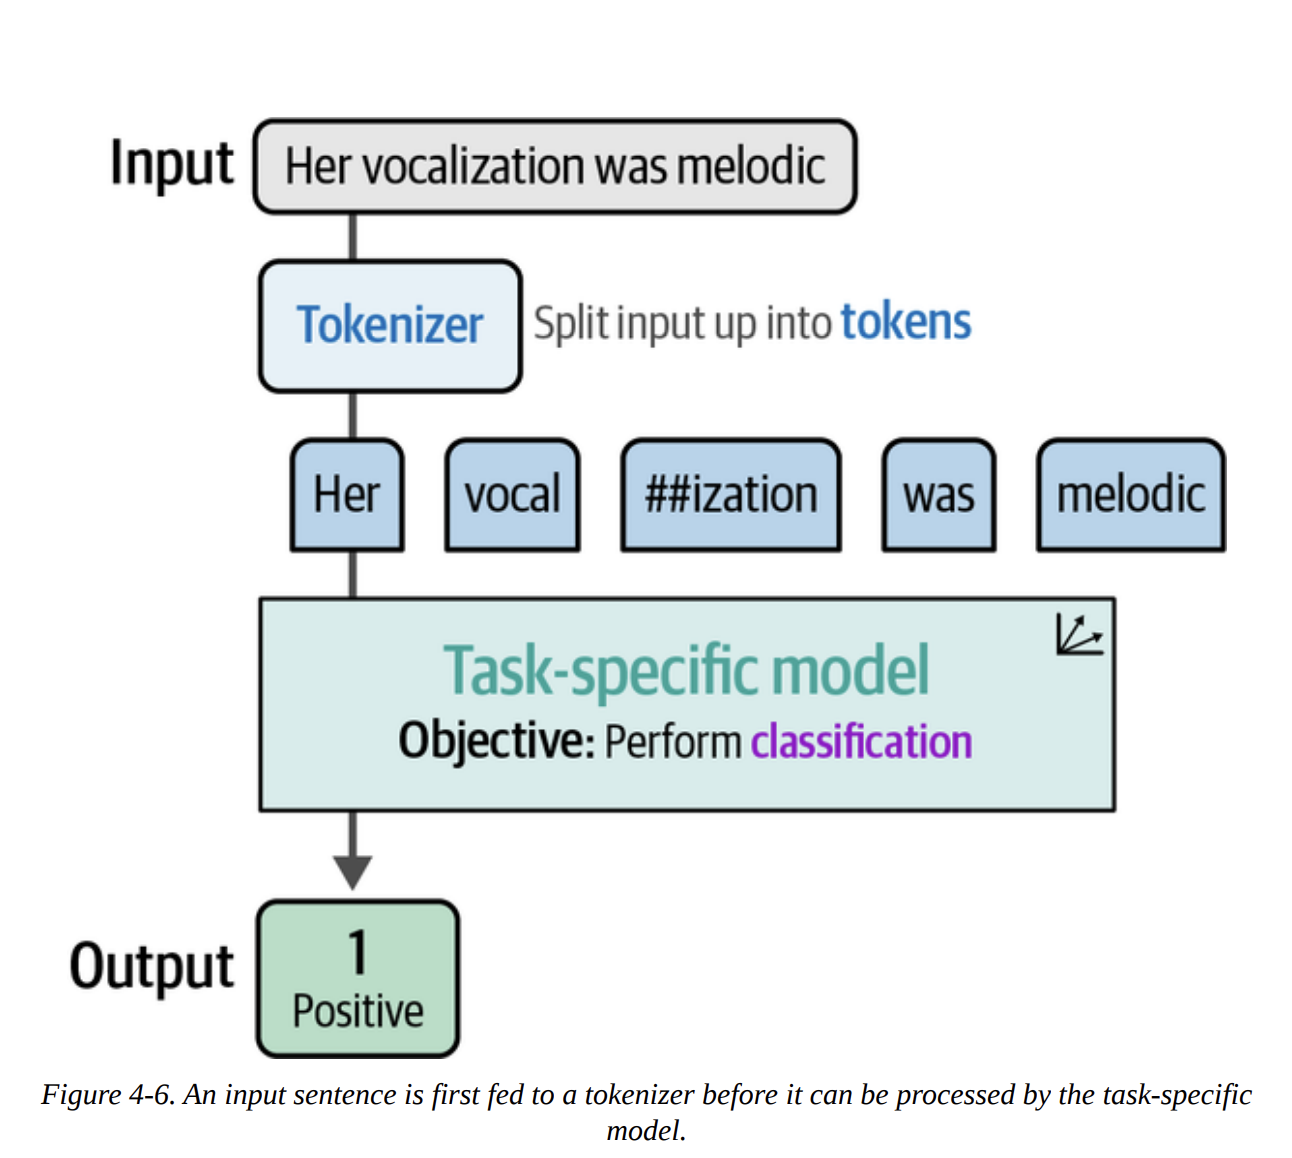 Input
Her vocalization was melodic
Tokenizer
Split input up into tokens
Her
vocal
##ization
was
melodic
Task-specific model
Objective: Perform classification
Output
1
Positive
Figure 4-6. An input sentence is first fed to a tokenizer before it can be processed by the task-specific
model.